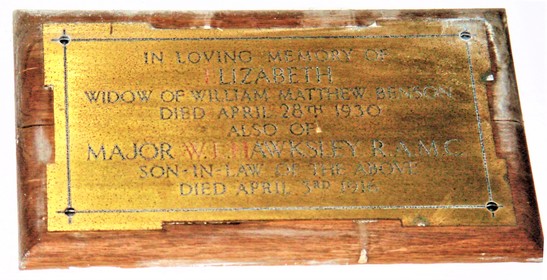 IN LOVING MEMORY OF
ELIZABETH
WIDOW OF WILLIAM MATTHEW BENSON
DIED APRIL 28TH 1930
ALSO OF
MAJOR W.T. HAWKSLEY R.A.M.C.
SON-IN-LAW OF THE ABOVE
DIED APRIL 3RD